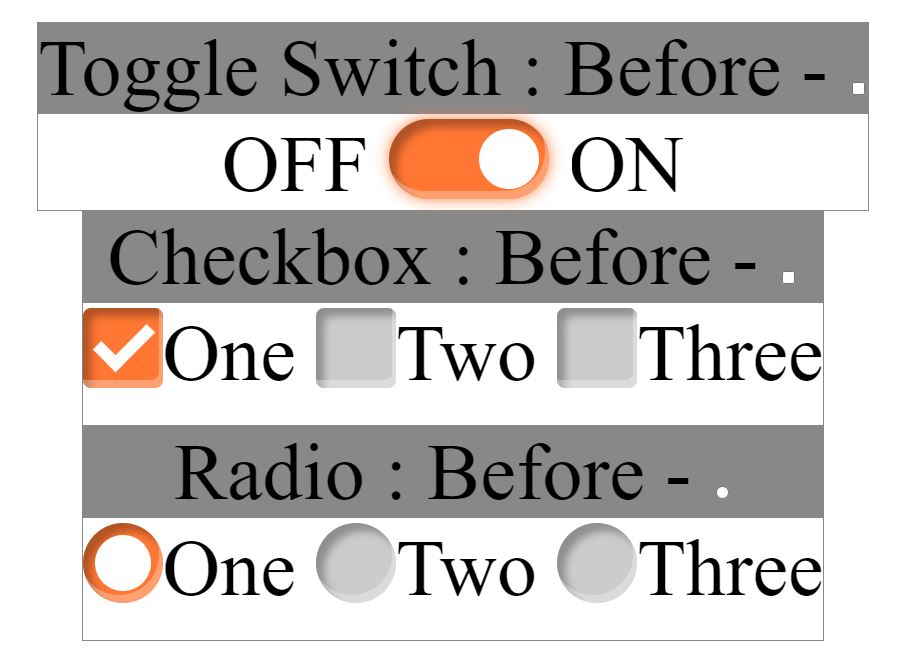 Toggle Switch : Before -
OFF ON
Checkbox : Before -
One Two Three
Radio : Before -
One Two Three